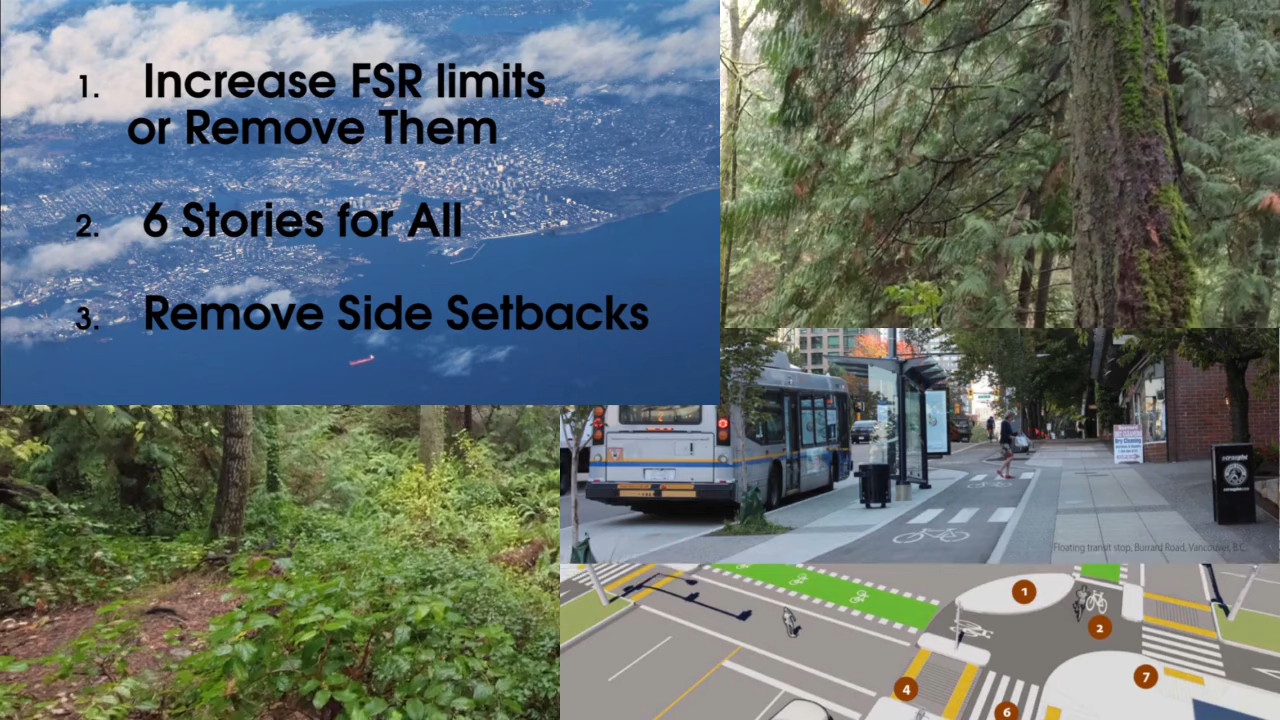 1. Increase FSR limits
or Remove Them
2. 6 Stories for All
3. Remove Side Setbacks
Dry Cleaning
Floating transit stop, Burrard Road, Vancouver, B.C.
1
2
7
4
6